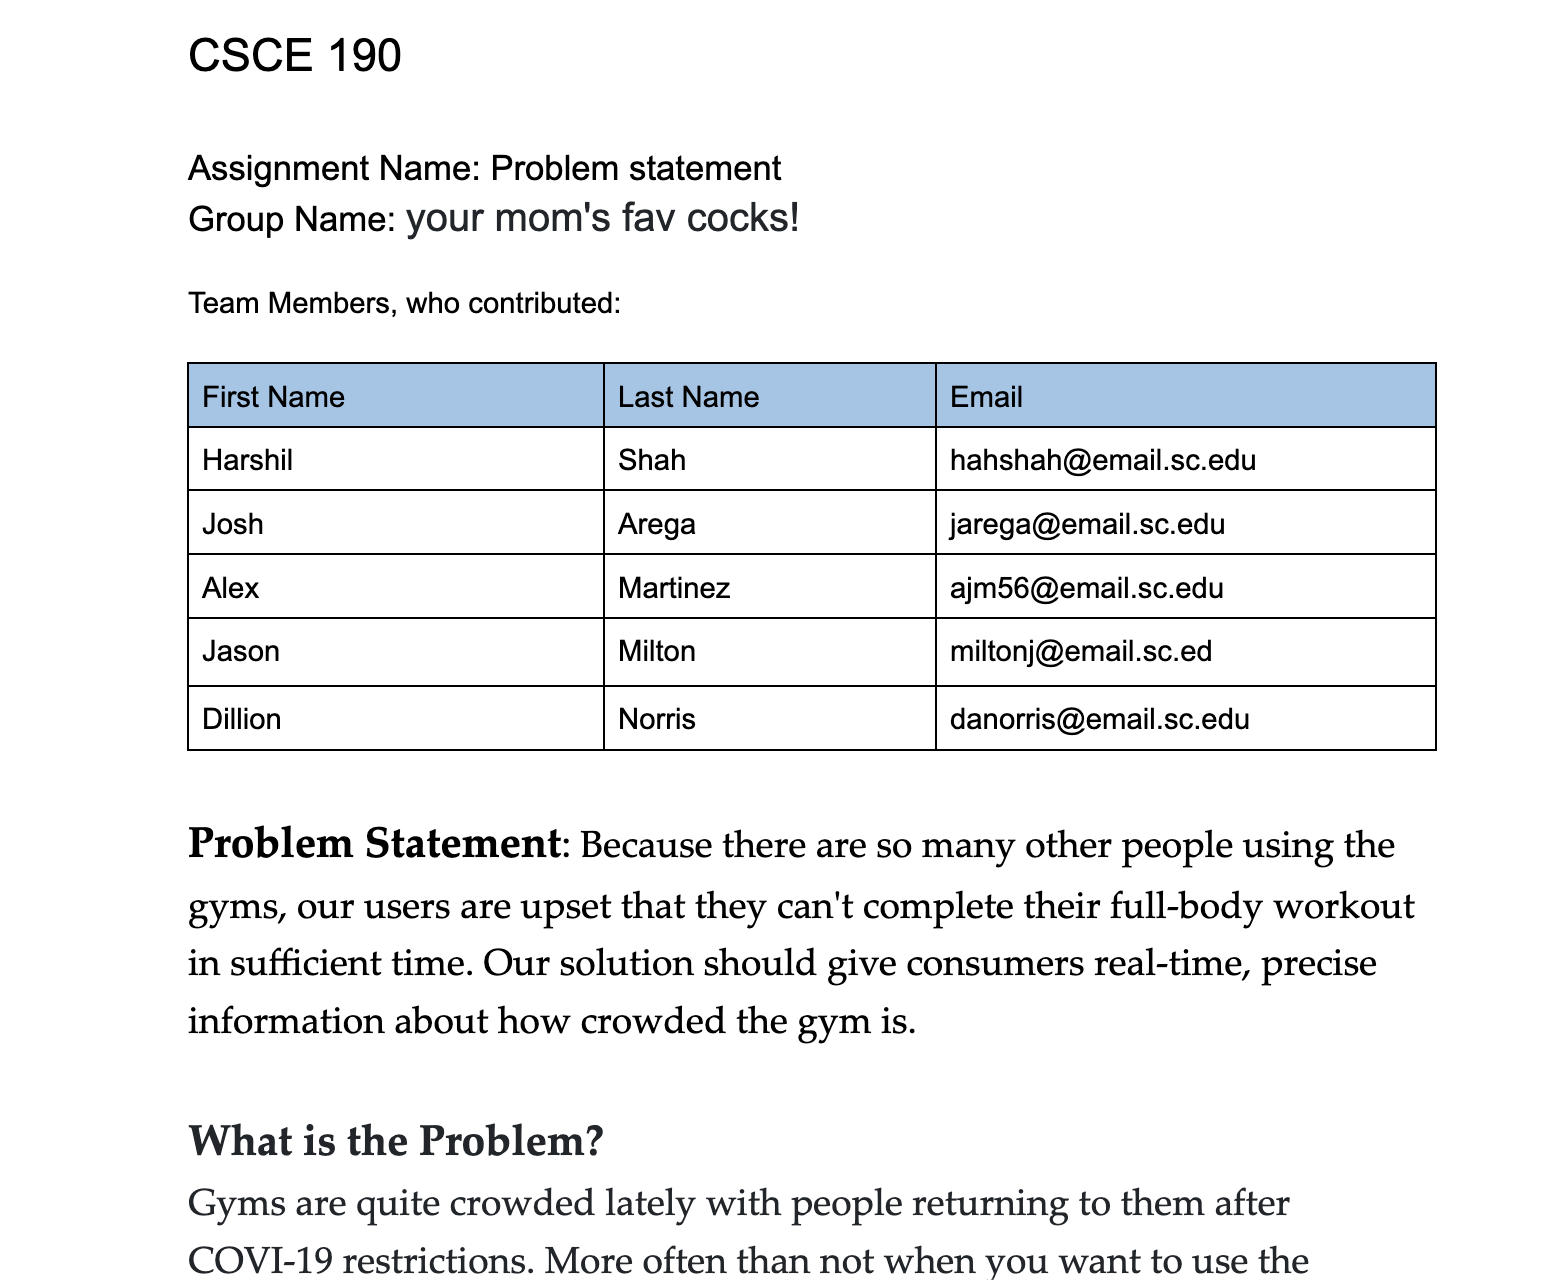 CSCE 190
Assignment Name: Problem statement
Group Name: your mom's fav cocks!
Team Members, who contributed:
First Name Last Name Email
Harshil Shah hahshah@email.sc.edu
Josh Arega jarega@email.sc.edu
Alex Martinez ajm56@email.sc.edu
Jason Milton miltonj@email.sc.ed
Dillion Norris danorris@email.sc.edu
Problem Statement: Because there are so many other people using the
gyms, our users are upset that they can't complete their full-body workout
in sufficient time. Our solution should give consumers real-time, precise
information about how crowded the gym is.
What is the Problem?
Gyms are quite crowded lately with people returning to them after
COVI-19 restrictions. More often than not when you want to use the